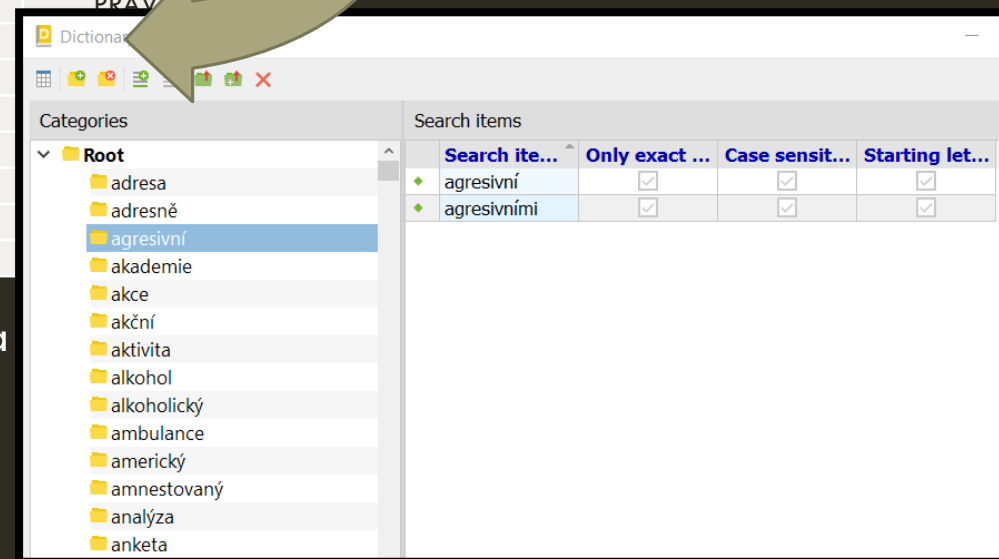 Dictionary
Categories
Search items
Root
adresa
adresně
agresivní
akademie
akce
akční
aktivita
alkohol
alkoholický
ambulance
americký
amnestovaný
analýza
anketa
Search ite... Only exact ... Case sensit... Starting let...
agresivní
agresivními